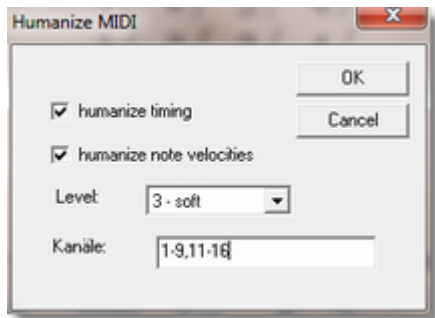 Humanize MIDI
OK
humanize timing
Cancel
humanize note velocities
Level:
3 - soft
Kanäle:
1-9,11-16